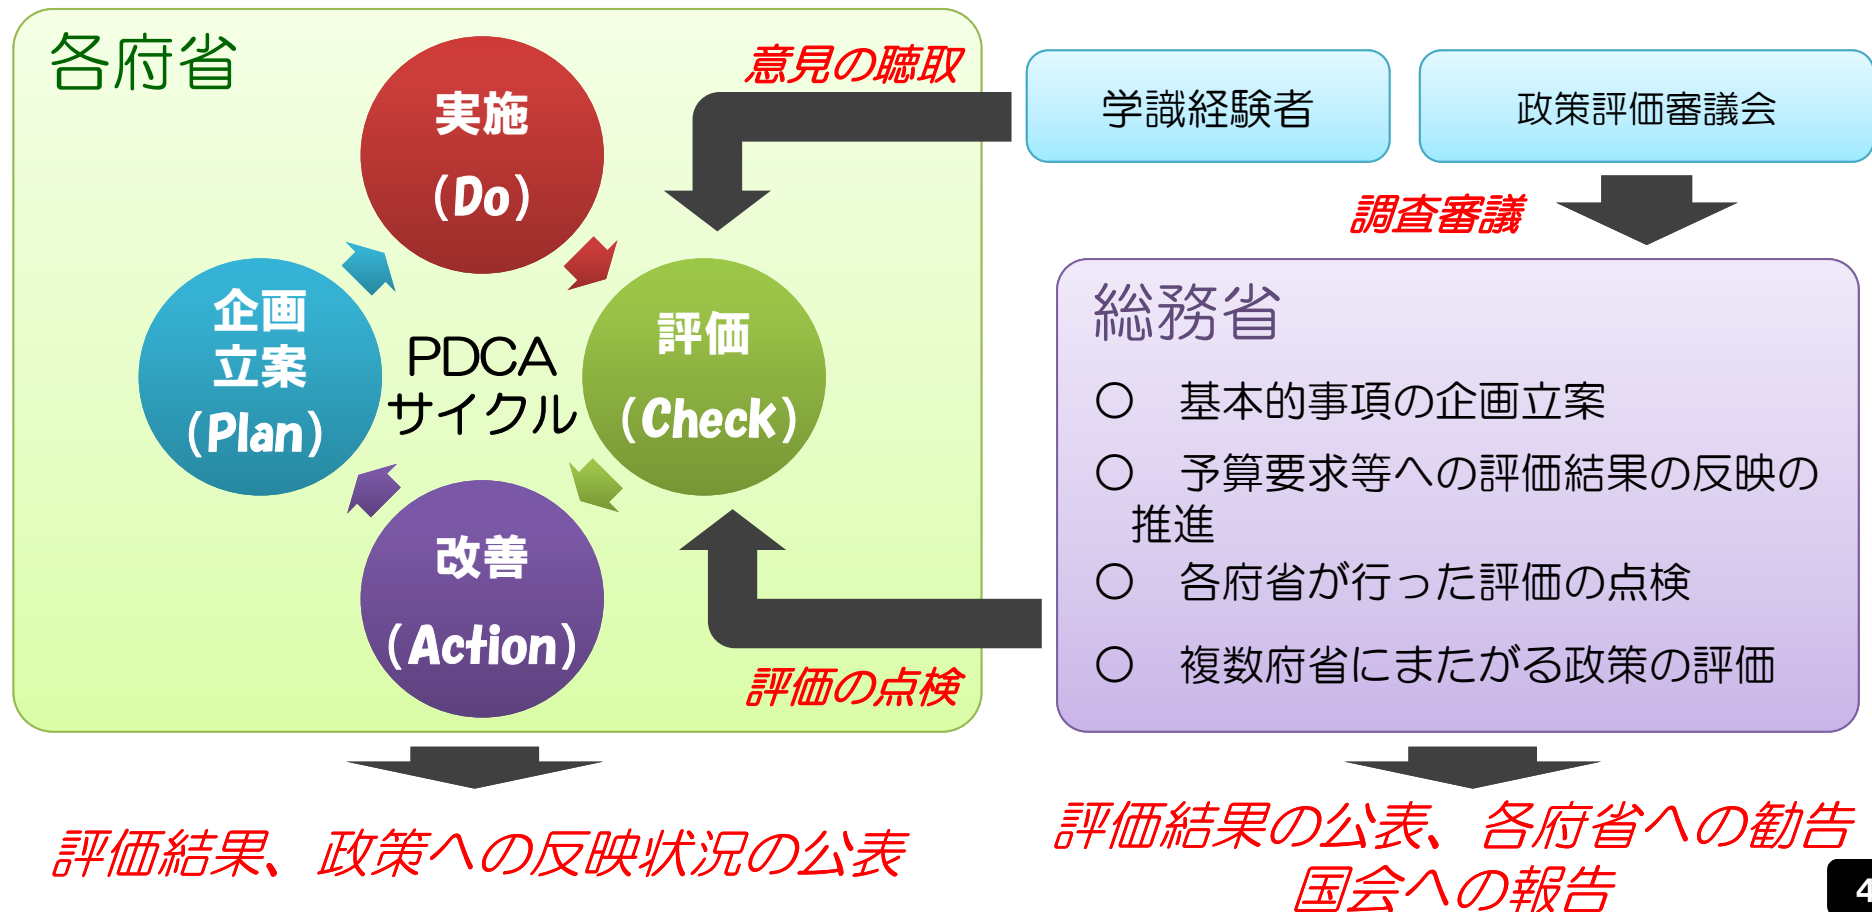 各府省
実施
(Do)
企画
立案
(Plan)
PDCA
サイクル
評価
(Check)
改善
(Action)
意見の聴取
学識経験者
政策評価審議会
調査審議
総務省
○　基本的事項の企画立案
○　予算要求等への評価結果の反映の
推進
○　各府省が行った評価の点検
○　複数府省にまたがる政策の評価
評価の点検
評価結果、政策への反映状況の公表
評価結果の公表、各府省への勧告
国会への報告
4